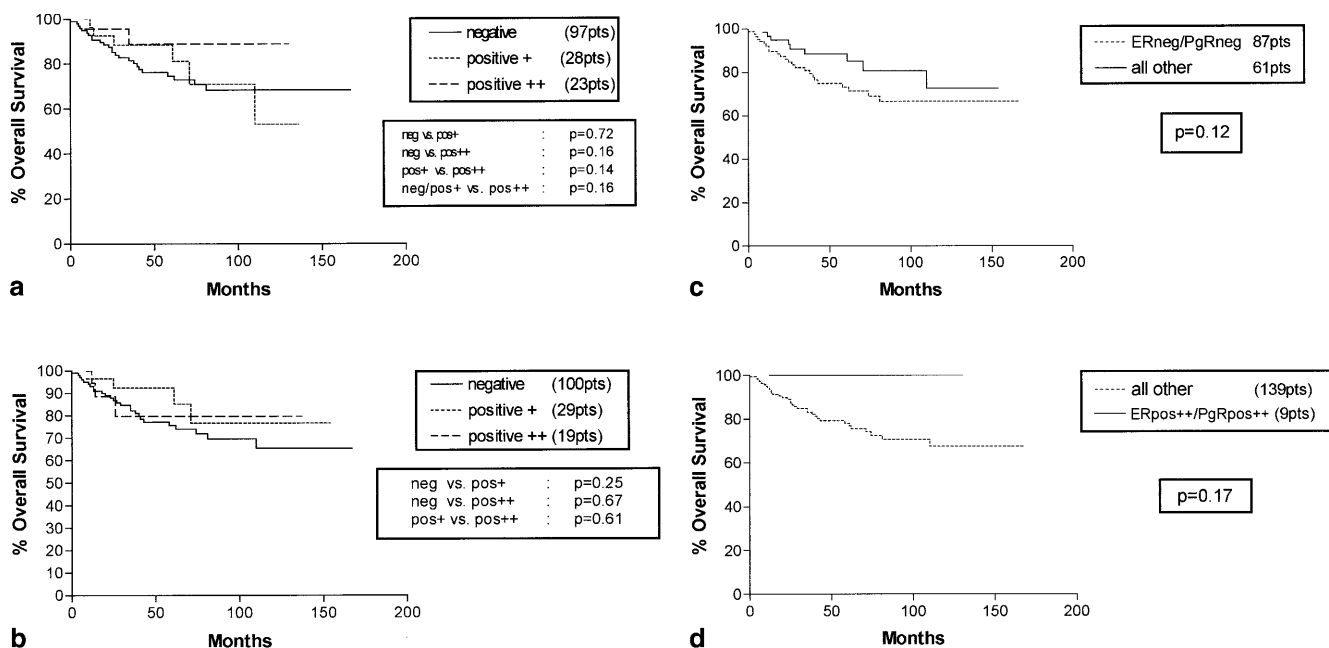 % Overall Survival
100
80
60
40
20
0
0 50 100 150 200
Months
negative (97pts)
positive + (28pts)
positive ++ (23pts)
neg vs. pos+ : p=0.72
neg vs. pos++ : p=0.16
pos+ vs. pos++ : p=0.14
neg/pos+ vs. pos++ : p=0.16
a
% Overall Survival
100
80
60
40
20
0
0 50 100 150 200
Months
ERneg/PgRneg 87pts
all other 61pts
p=0.12
c
% Overall Survival
100
90
80
70
60
50
40
30
20
10
0
0 50 100 150 200
Months
negative (100pts)
positive + (29pts)
positive ++ (19pts)
neg vs. pos+ : p=0.25
neg vs. pos++ : p=0.67
pos+ vs. pos++ : p=0.61
b
% Overall Survival
100
80
60
40
20
0
0 50 100 150 200
Months
all other (139pts)
ERpos++/PgRpos++ (9pts)
p=0.17
d